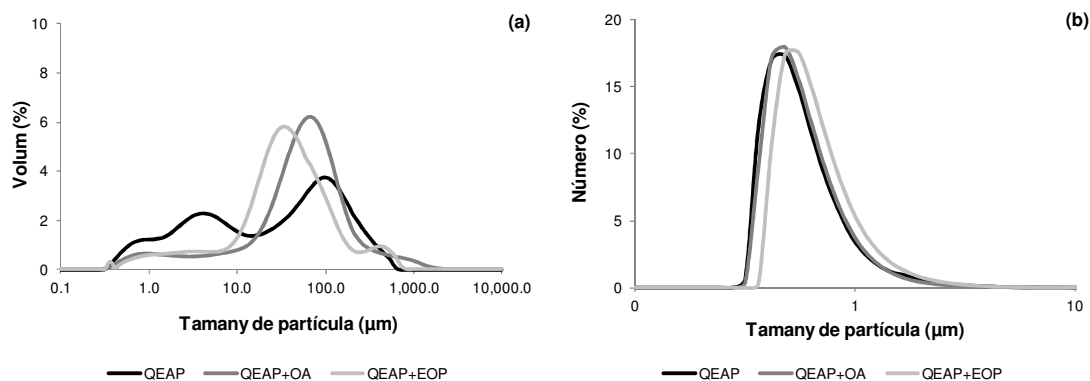 (a)
Volum (%)
10
8
6
4
2
0
0.1 1.0 10.0 100.0 1,000.0 10,000.0
Tamany de partícula (µm)
QEAP QEAP+OA QEAP+EOP
(b)
Número (%)
20
15
10
5
0
0 1 10
Tamany de partícula (µm)
QEAP QEAP+OA QEAP+EOP